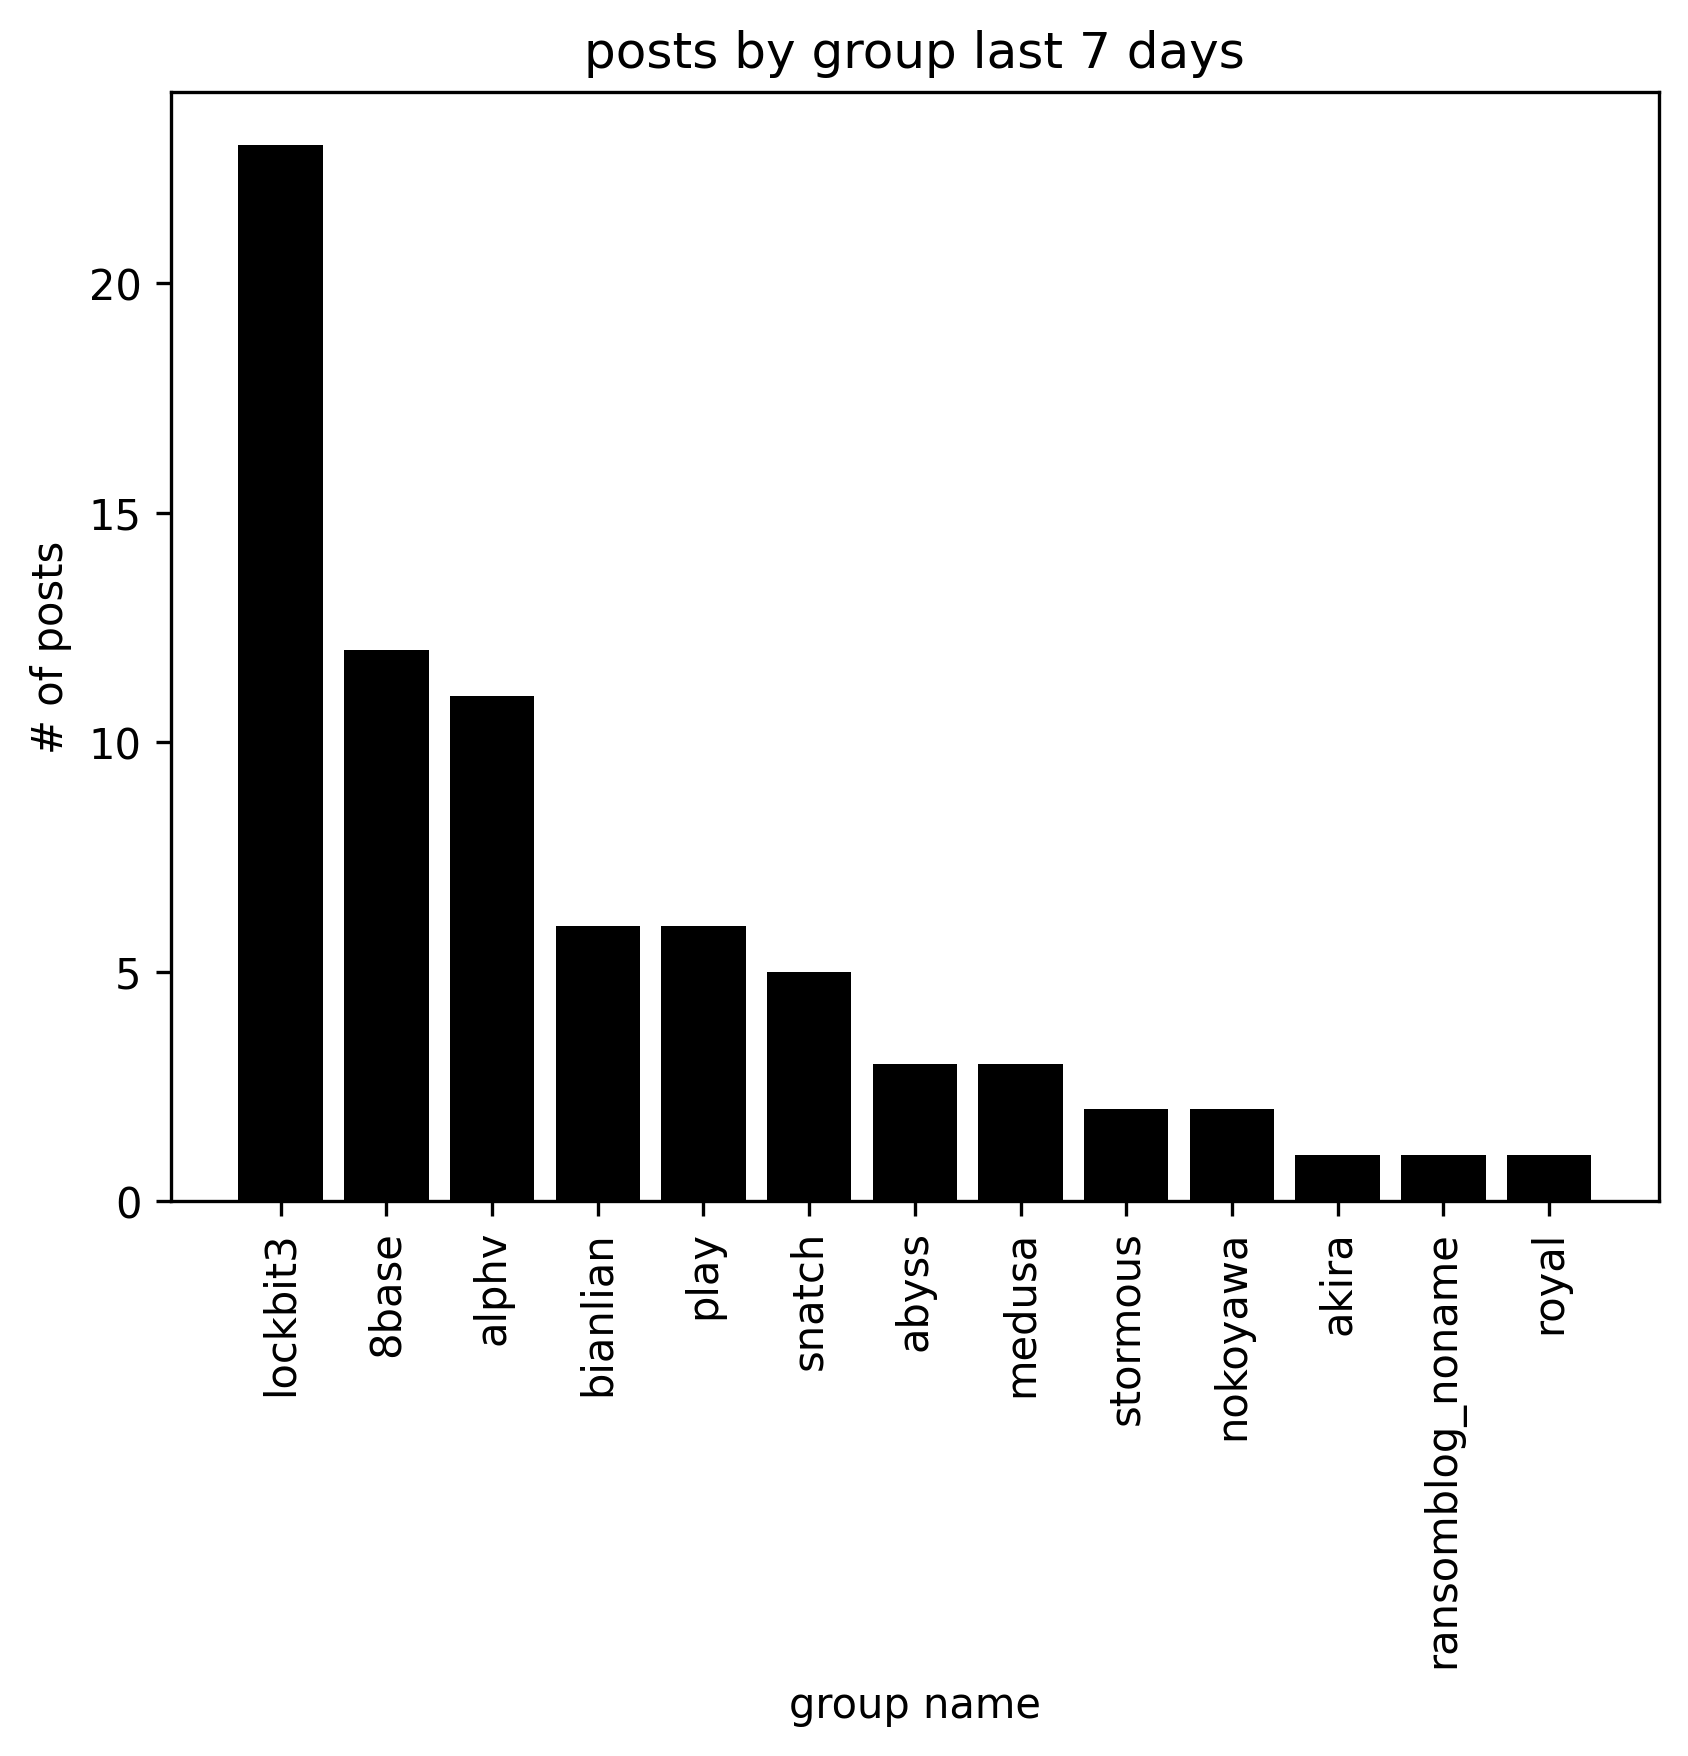 posts by group last 7 days
# of posts
20
15
10
5
0
lockbit3
8base
alphv
bianlian
play
snatch
abyss
medusa
stormous
nokoyawa
akira
ransomblog_noname
royal
group name